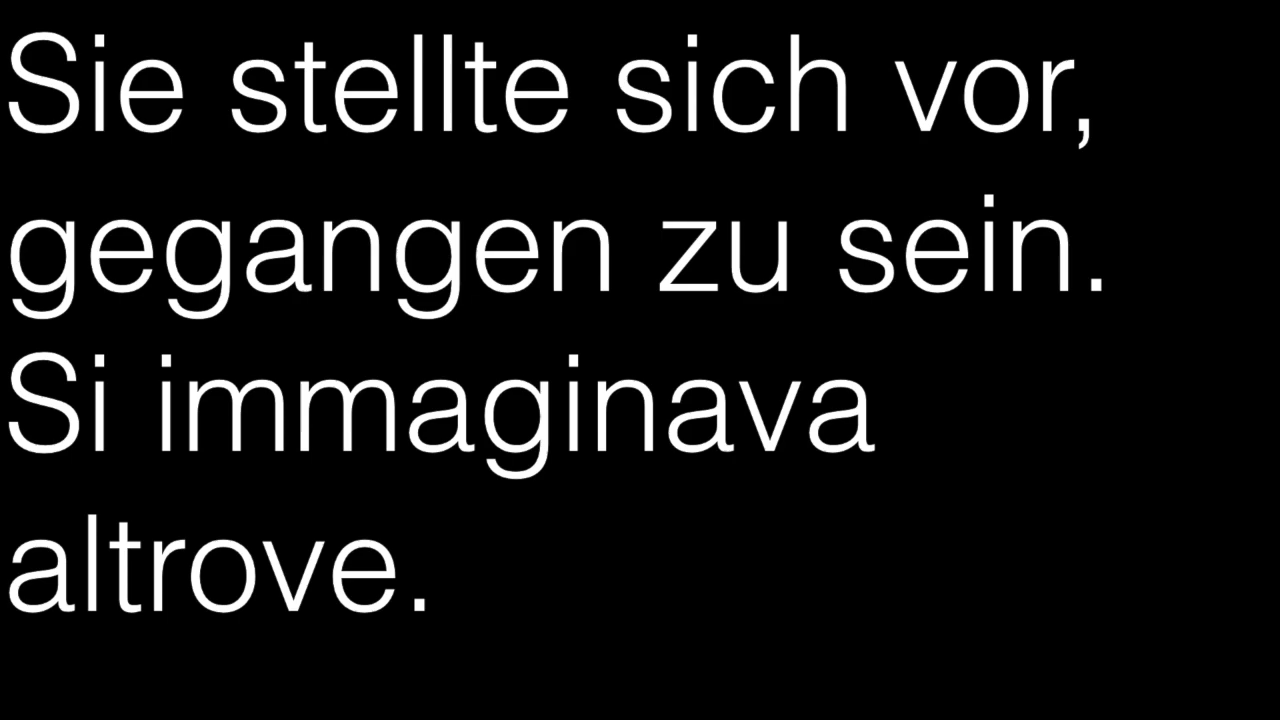 Sie stellte sich vor,
gegangen zu sein.
Si immaginava
altrove.